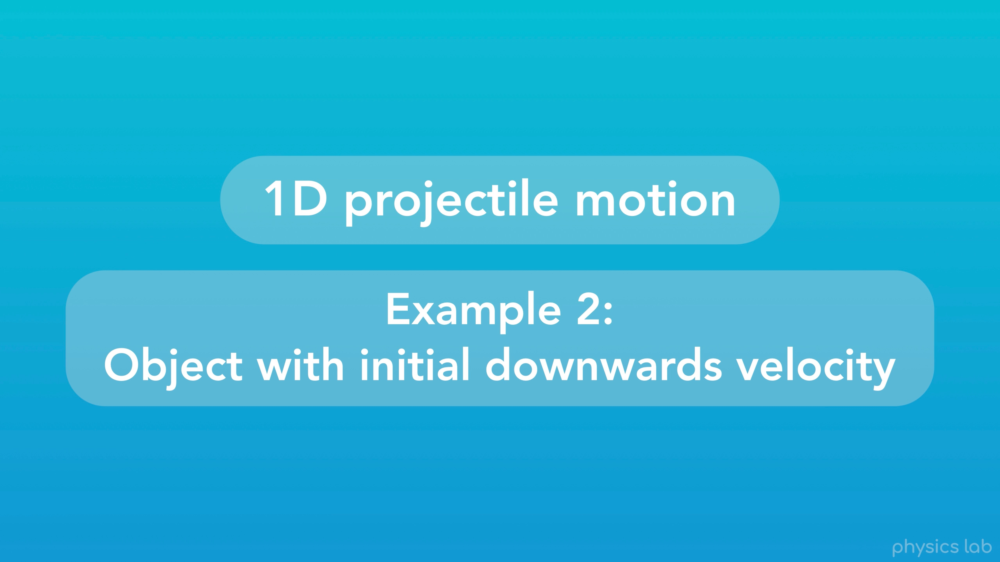 1D projectile motion
Example 2:
Object with initial downwards velocity
physics lab